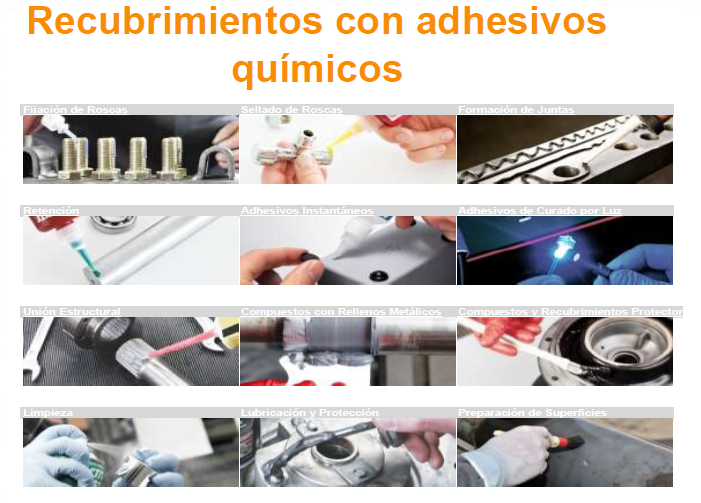 Recubrimientos con adhesivos
químicos
Fijación de Roscas
Sellado de Roscas
Formación de Juntas
Retención
Adhesivos Instantáneos
Adhesivos de Curado por Luz
Unión Estructural
Compuestos con Rellenos Metálicos
Compuestos y Recubrimientos Protector
Limpieza
Lubricación y Protección
Preparación de Superficies